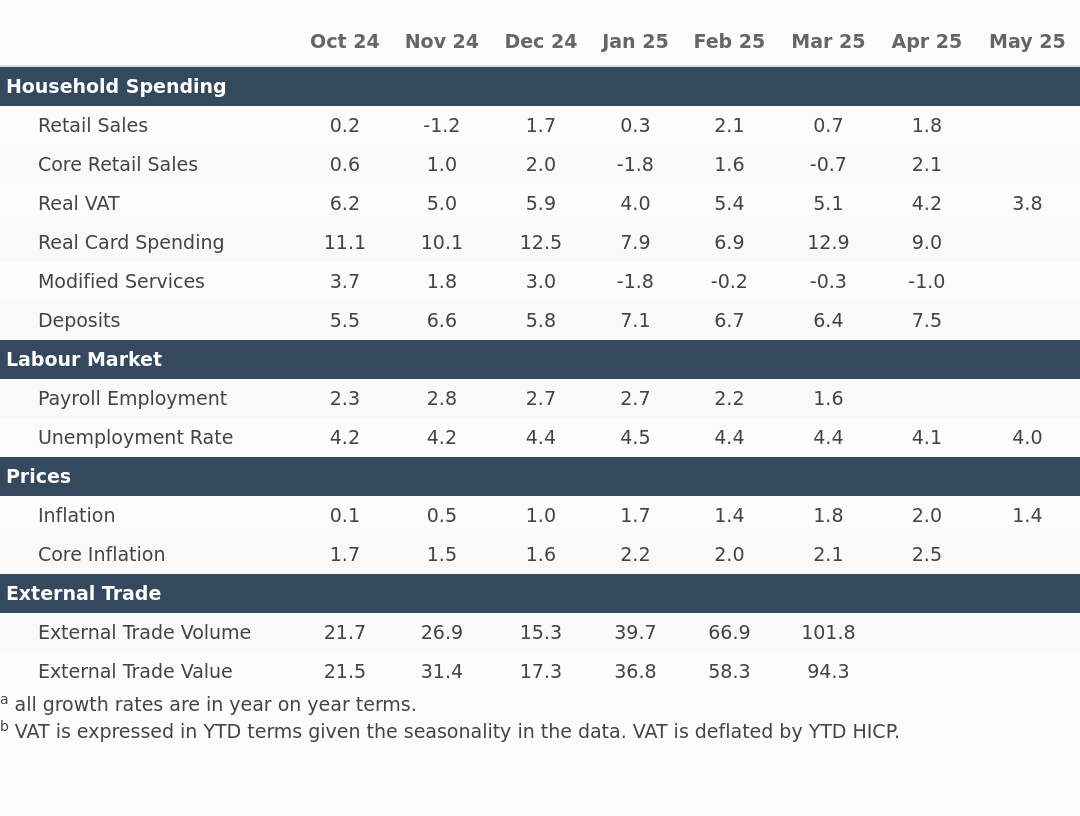 Oct 24 Nov 24 Dec 24 Jan 25 Feb 25 Mar 25 Apr 25 May 25
Household Spending
Retail Sales 0.2 -1.2 1.7 0.3 2.1 0.7 1.8
Core Retail Sales 0.6 1.0 2.0 -1.8 1.6 -0.7 2.1
Real VAT 6.2 5.0 5.9 4.0 5.4 5.1 4.2 3.8
Real Card Spending 11.1 10.1 12.5 7.9 6.9 12.9 9.0
Modified Services 3.7 1.8 3.0 -1.8 -0.2 -0.3 -1.0
Deposits 5.5 6.6 5.8 7.1 6.7 6.4 7.5
Labour Market
Payroll Employment 2.3 2.8 2.7 2.7 2.2 1.6
Unemployment Rate 4.2 4.2 4.4 4.5 4.4 4.4 4.1 4.0
Prices
Inflation 0.1 0.5 1.0 1.7 1.4 1.8 2.0 1.4
Core Inflation 1.7 1.5 1.6 2.2 2.0 2.1 2.5
External Trade
External Trade Volume 21.7 26.9 15.3 39.7 66.9 101.8
External Trade Value 21.5 31.4 17.3 36.8 58.3 94.3
a all growth rates are in year on year terms.
b VAT is expressed in YTD terms given the seasonality in the data. VAT is deflated by YTD HICP.